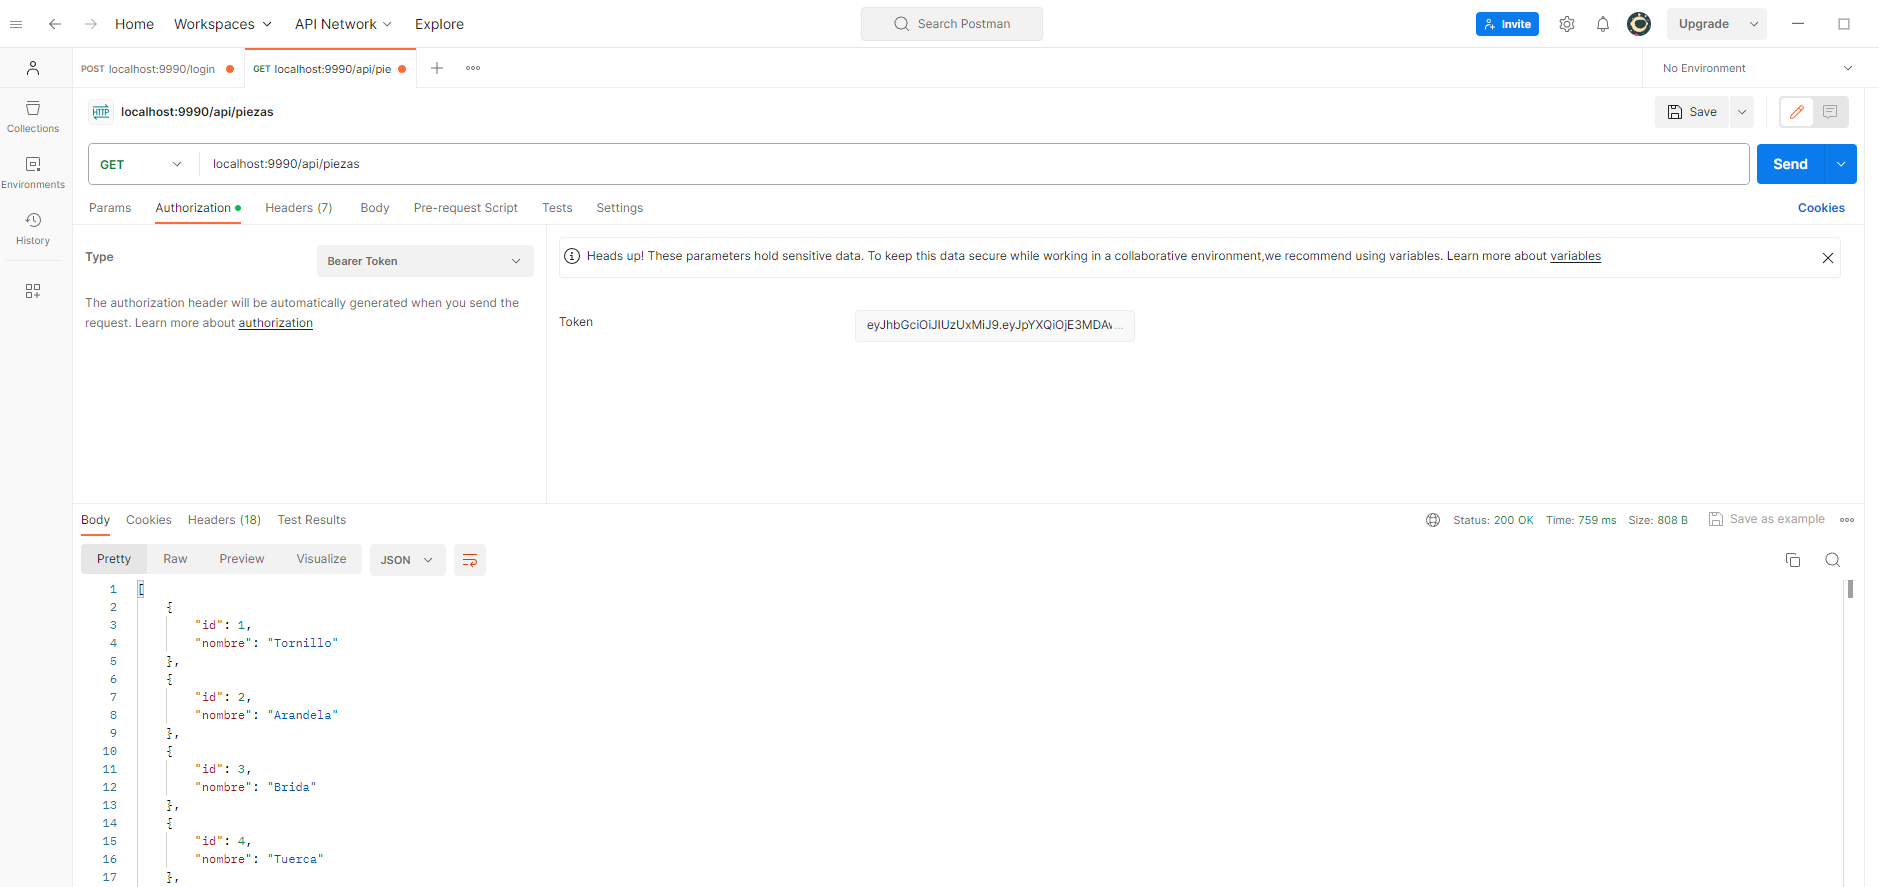 Home Workspaces API Network Explore Search Postman Invite Upgrade
POST localhost:9990/login GET localhost:9990/api/pie No Environment
HTTP localhost:9990/api/piezas Save
Collections
GET localhost:9990/api/piezas Send
Environments
Params Authorization Headers (7) Body Pre-request Script Tests Settings Cookies
History
Type Bearer Token
Heads up! These parameters hold sensitive data. To keep this data secure while working in a collaborative environment,we recommend using variables. Learn more about variables
The authorization header will be automatically generated when you send the
request. Learn more about authorization
Token eyJhbGciOiJIUzUxMiJ9.eyJpYXQiOjE3MDAv...
Body Cookies Headers (18) Test Results Status: 200 OK Time: 759 ms Size: 808 B Save as example
Pretty Raw Preview Visualize JSON
1 [
2 {
3 "id": 1,
4 "nombre": "Tornillo"
5 },
6 {
7 "id": 2,
8 "nombre": "Arandela"
9 },
10 {
11 "id": 3,
12 "nombre": "Brida"
13 },
14 {
15 "id": 4,
16 "nombre": "Tuerca"
17 },